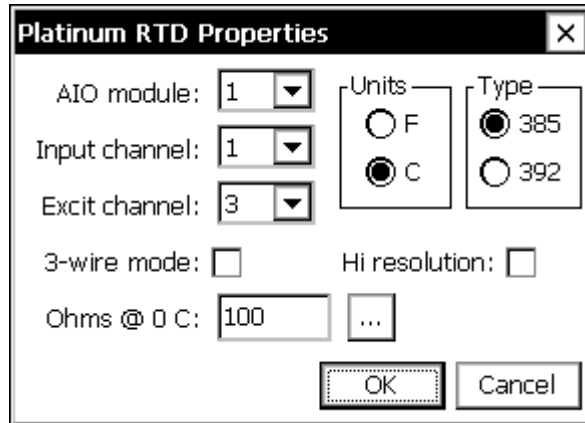 Platinum RTD Properties
AIO module: 1
Units
F
C
Type
385
392
Input channel: 1
Excit channel: 3
3-wire mode:
Hi resolution:
Ohms @ 0 C: 100 ...
OK Cancel